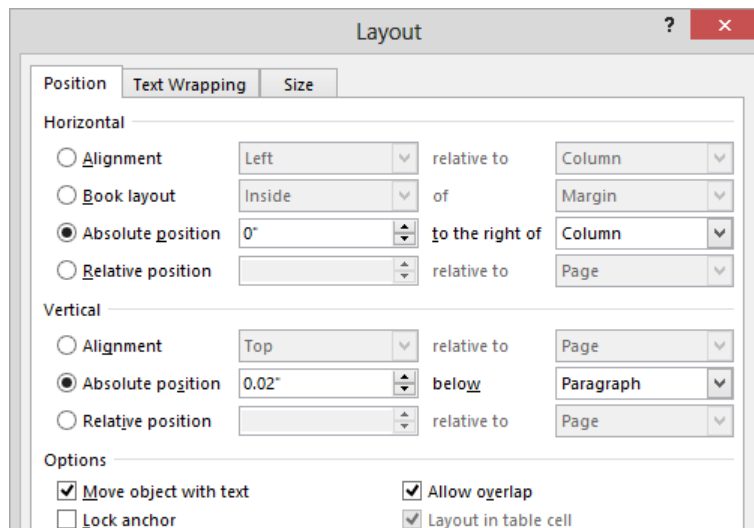 Layout ?
Position Text Wrapping Size
Horizontal
Alignment Left relative to Column
Book layout Inside of Margin
Absolute position 0" to the right of Column
Relative position relative to Page
Vertical
Alignment Top relative to Page
Absolute position 0.02" below Paragraph
Relative position relative to Page
Options
Move object with text Allow overlap
Lock anchor Layout in table cell